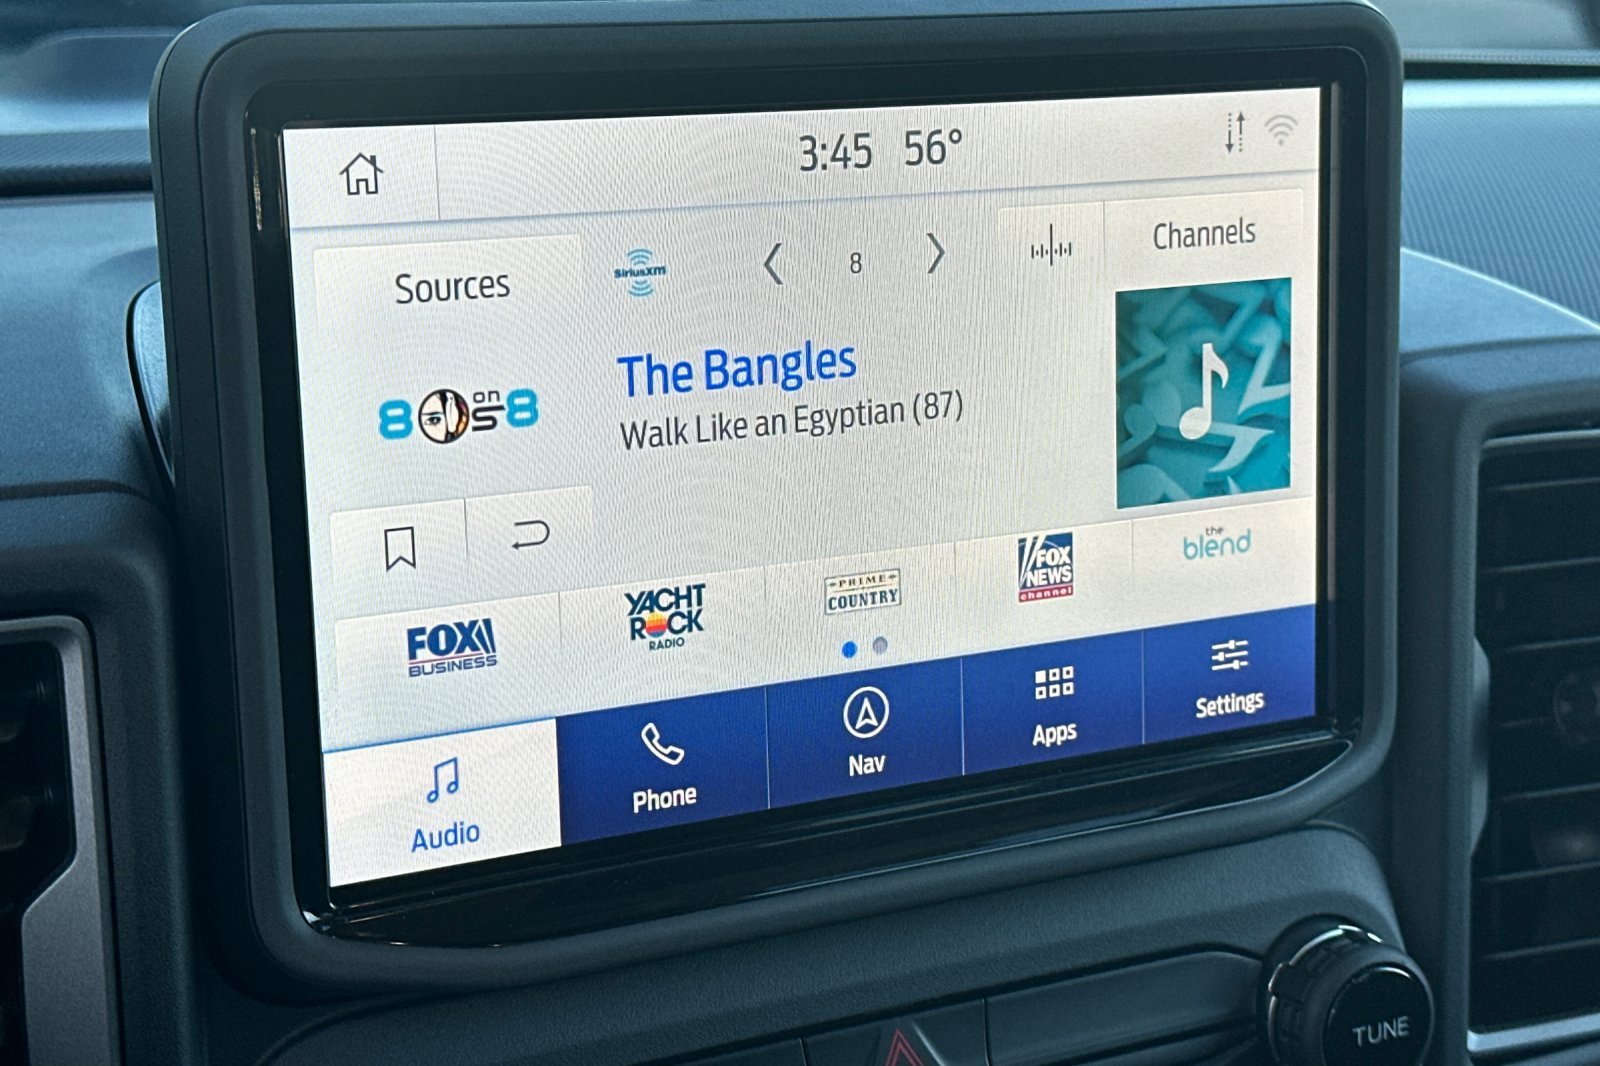 3:45 56°
Sources
SiriusXM
8
Channels
80s on 8
The Bangles
Walk Like an Egyptian (87)
FOX BUSINESS
YACHT ROCK RADIO
PRIME COUNTRY
FOX NEWS channel
the blend
Audio
Phone
Nav
Apps
Settings
TUNE